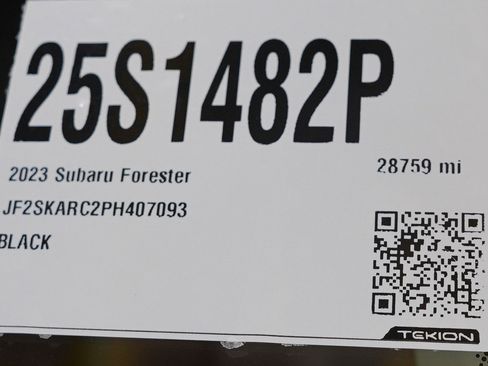 25S1482P
2023 Subaru Forester
28759 mi
JF2SKARC2PH407093
BLACK
TEKION